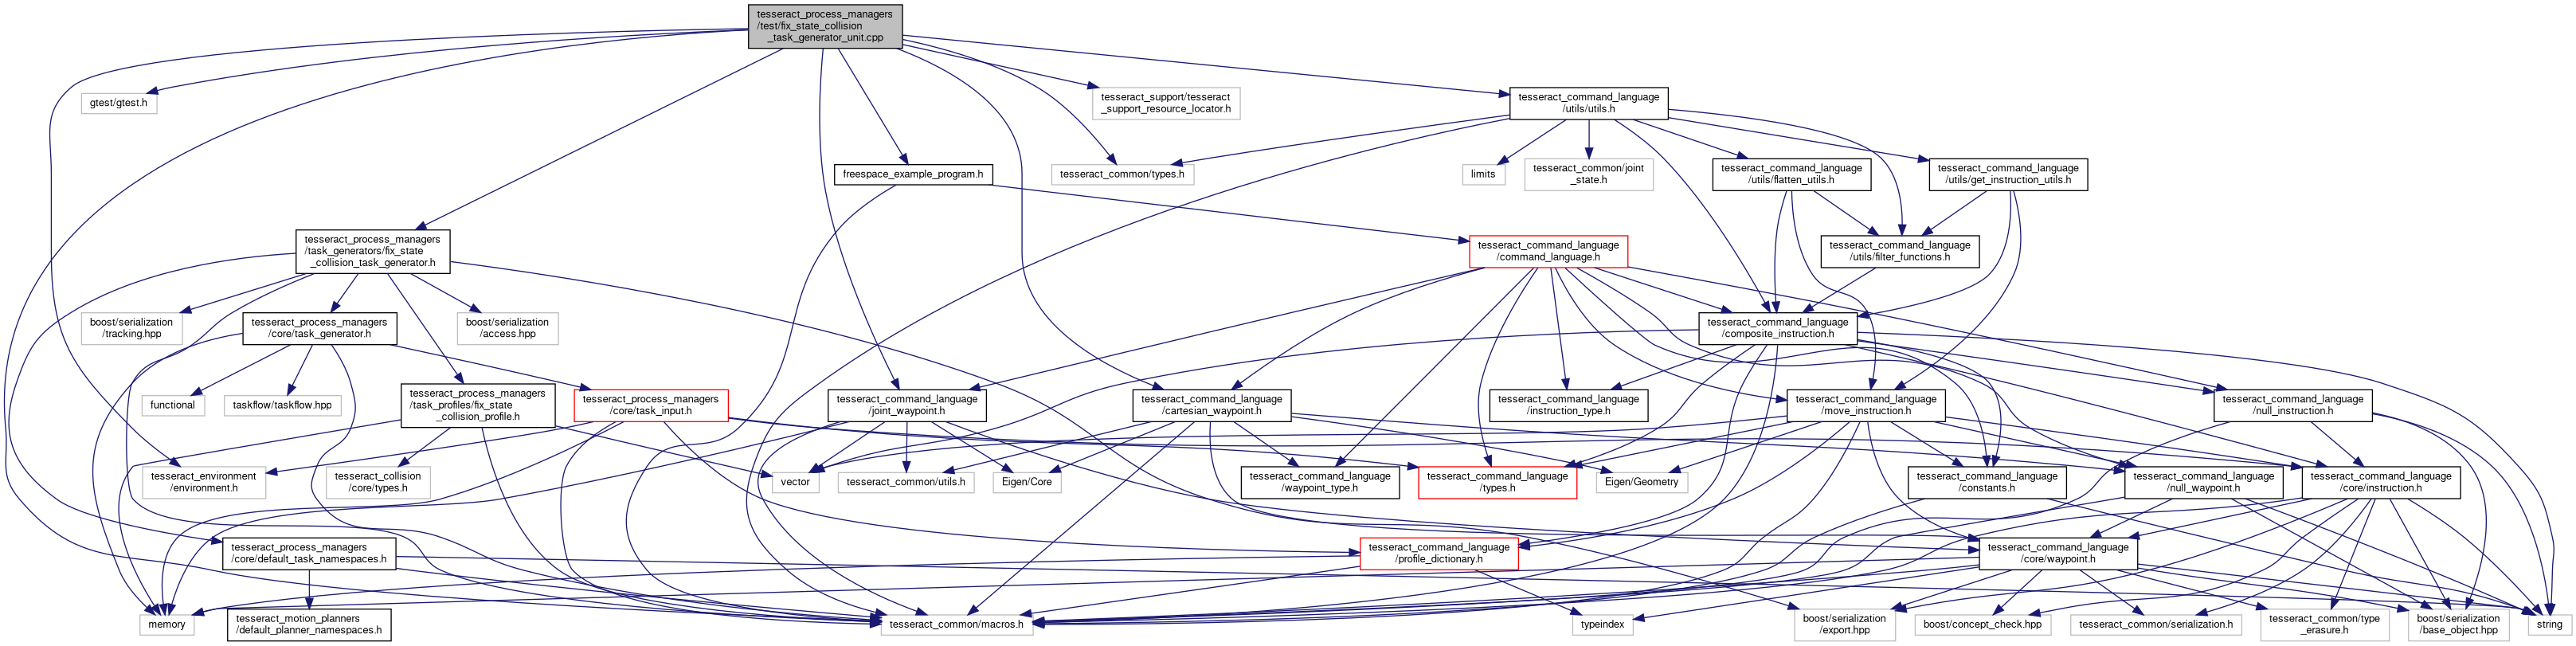 tesseract_process_managers
/test/fix_state_collision
_task_generator_unit.cpp
gtest/gtest.h
tesseract_support/tesseract
_support_resource_locator.h
tesseract_command_language
/utils/utils.h
freespace_example_program.h
tesseract_common/types.h
limits
tesseract_common/joint
_state.h
tesseract_command_language
/utils/flatten_utils.h
tesseract_command_language
/utils/get_instruction_utils.h
tesseract_process_managers
/task_generators/fix_state
_collision_task_generator.h
tesseract_command_language
/command_language.h
tesseract_command_language
/utils/filter_functions.h
boost/serialization
/tracking.hpp
tesseract_process_managers
/core/task_generator.h
boost/serialization
/access.hpp
tesseract_command_language
/composite_instruction.h
functional
taskflow/taskflow.hpp
tesseract_process_managers
/task_profiles/fix_state
_collision_profile.h
tesseract_process_managers
/core/task_input.h
tesseract_command_language
/joint_waypoint.h
tesseract_command_language
/cartesian_waypoint.h
tesseract_command_language
/instruction_type.h
tesseract_command_language
/move_instruction.h
tesseract_command_language
/null_instruction.h
tesseract_environment
/environment.h
tesseract_collision
/core/types.h
vector
tesseract_common/utils.h
Eigen/Core
tesseract_command_language
/waypoint_type.h
tesseract_command_language
/types.h
Eigen/Geometry
tesseract_command_language
/constants.h
tesseract_command_language
/null_waypoint.h
tesseract_command_language
/core/instruction.h
tesseract_process_managers
/core/default_task_namespaces.h
tesseract_command_language
/profile_dictionary.h
tesseract_command_language
/core/waypoint.h
memory
tesseract_motion_planners
/default_planner_namespaces.h
tesseract_common/macros.h
typeindex
boost/serialization
/export.hpp
boost/concept_check.hpp
tesseract_common/serialization.h
tesseract_common/type
_erasure.h
boost/serialization
/base_object.hpp
string